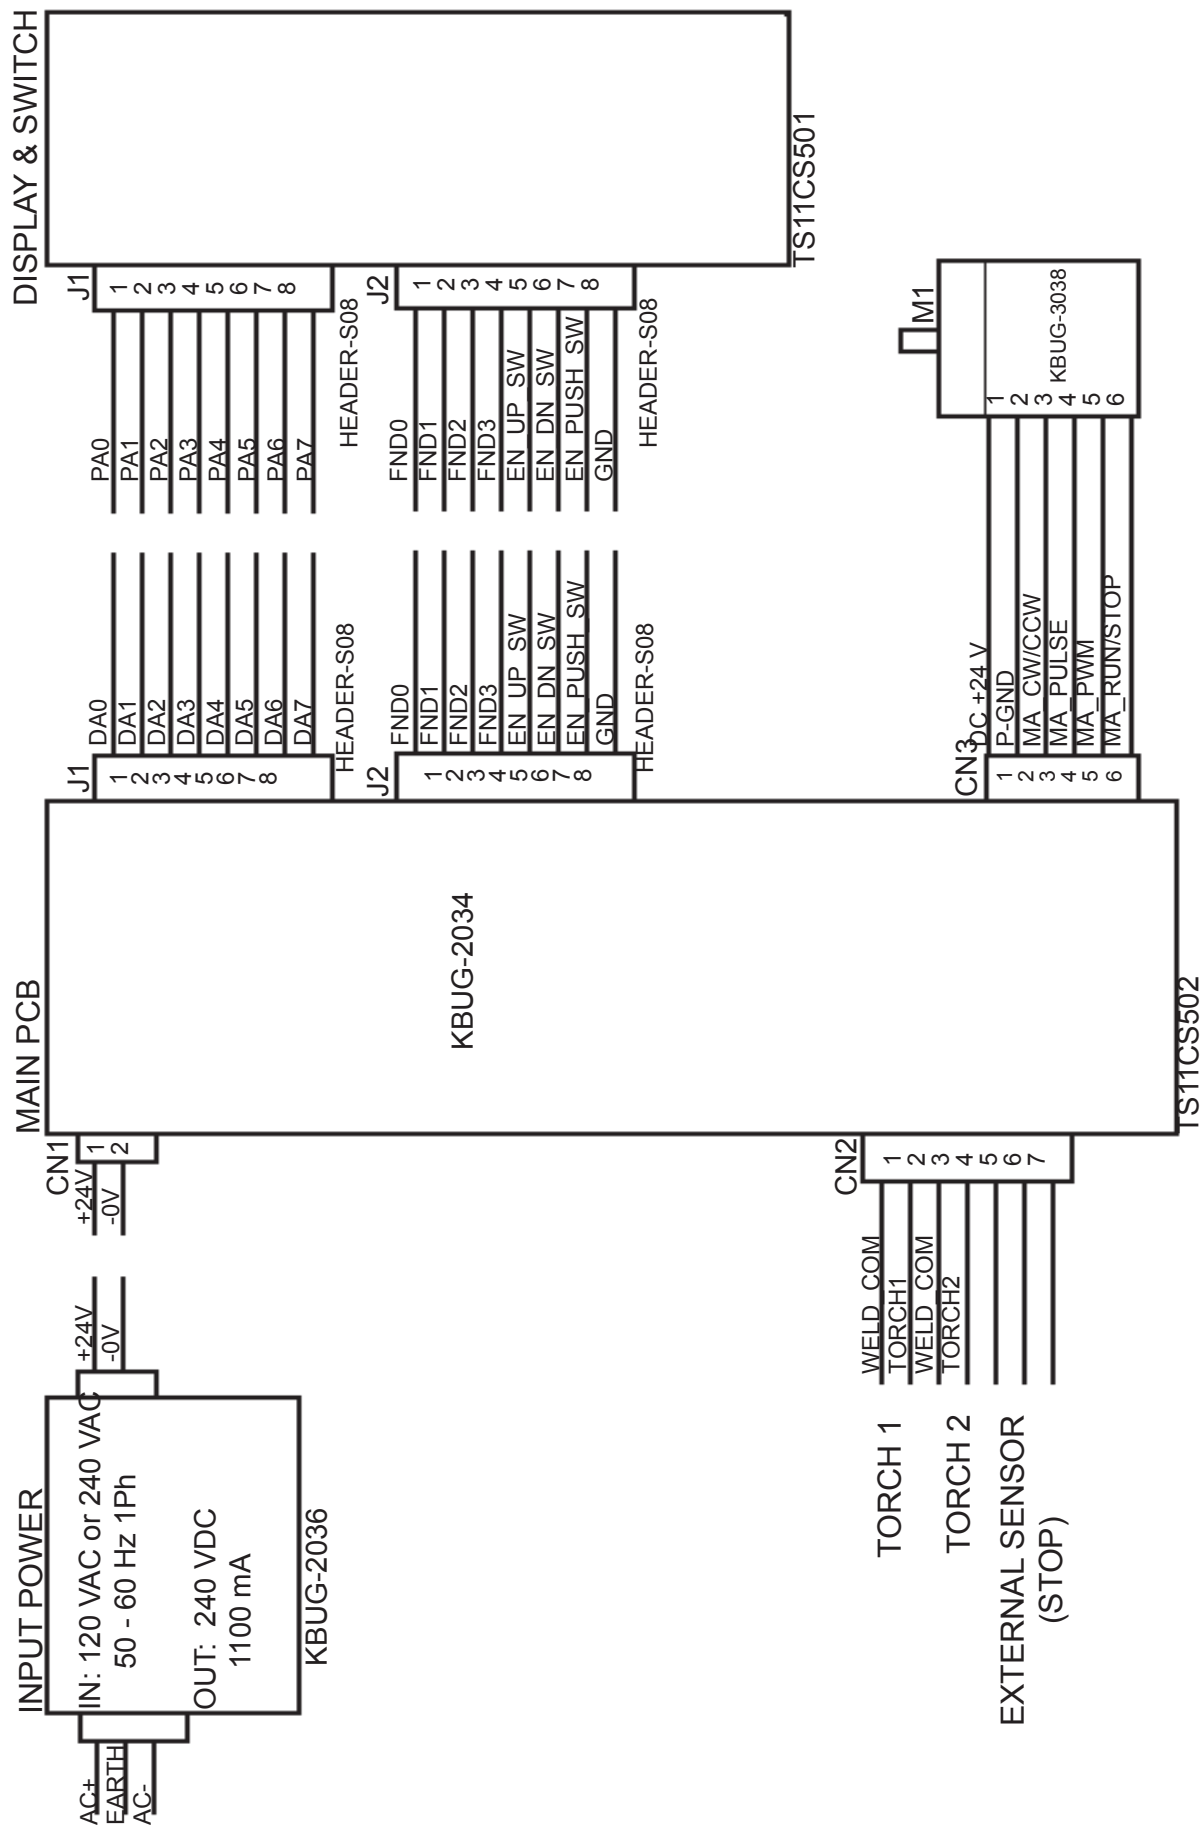 INPUT POWER
IN: 120 VAC or 240 VAC
50 - 60 Hz 1Ph
OUT: 240 VDC
1100 mA
KBUG-2036
AC+
EARTH
AC-
+24V
-0V
+24V
-0V
CN1
1
2
MAIN PCB
KBUG-2034
TS11CS502
CN2
1
2
3
4
5
6
7
WELD_COM
TORCH1
WELD_COM
TORCH2
TORCH 1
TORCH 2
EXTERNAL SENSOR
(STOP)
J1
1
2
3
4
5
6
7
8
DA0
DA1
DA2
DA3
DA4
DA5
DA6
DA7
HEADER-S08
J2
1
2
3
4
5
6
7
8
FND0
FND1
FND2
FND3
EN_UP_SW
EN_DN_SW
EN_PUSH_SW
GND
HEADER-S08
CN3
1
2
3
4
5
6
DC +24 V
P-GND
MA_CW/CCW
MA_PULSE
MA_PWM
MA_RUN/STOP
DISPLAY & SWITCH
TS11CS501
J1
1
2
3
4
5
6
7
8
PA0
PA1
PA2
PA3
PA4
PA5
PA6
PA7
HEADER-S08
J2
1
2
3
4
5
6
7
8
FND0
FND1
FND2
FND3
EN_UP_SW
EN_DN_SW
EN_PUSH_SW
GND
HEADER-S08
M1
KBUG-3038
1
2
3
4
5
6